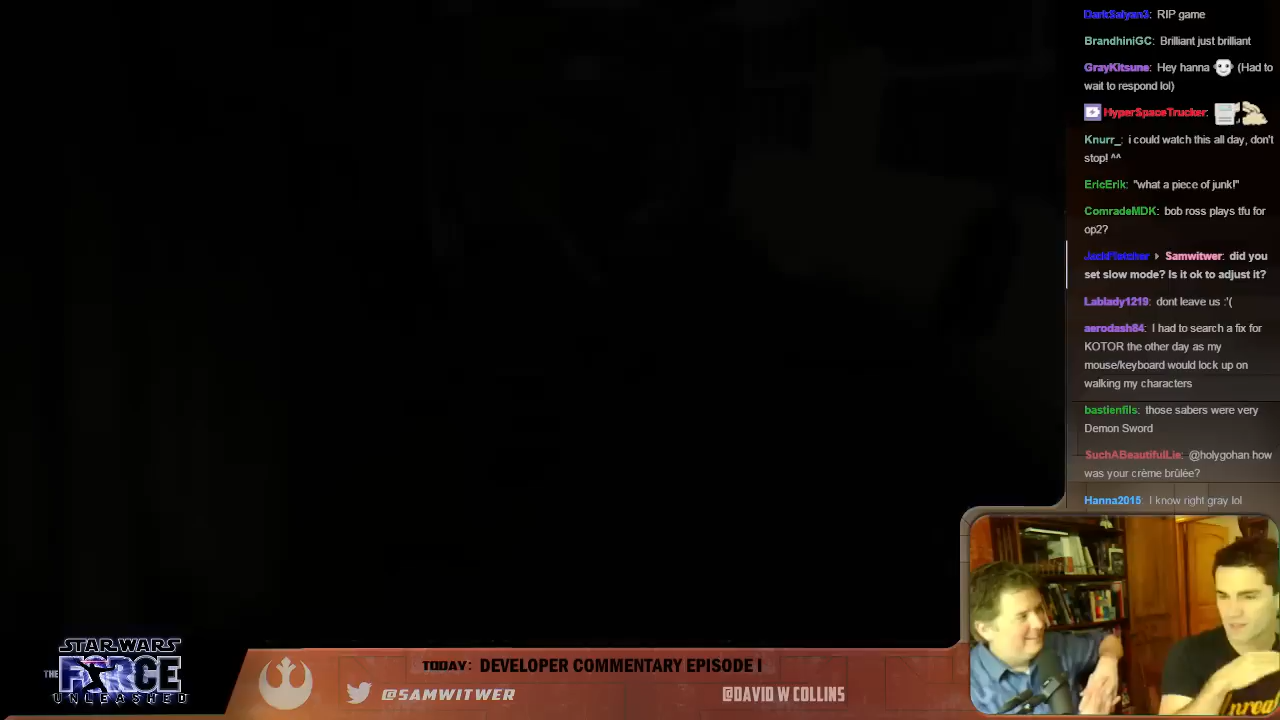 DarkSaiyan3: RIP game
BrandhiniGC: Brilliant just brilliant
GrayKitsune: Hey hanna (Had to
wait to respond lol)
HyperSpaceTrucker:
Knurr_: i could watch this all day, don't
stop! ^^
EricErik: "what a piece of junk!"
ComradeMDK: bob ross plays tfu for
op2?
Samwitwer: did you
set slow mode? Is it ok to adjust it?
Lablady1219: dont leave us :'(
aerodash84: I had to search a fix for
KOTOR the other day as my
mouse/keyboard would lock up on
walking my characters
bastienfils: those sabers were very
Demon Sword
SuchABeautifulLie: @holygohan how
was your crème brûlée?
Hanna2015: I know right gray lol
STAR WARS
THE FORCE
UNLEASHED
TODAY: DEVELOPER COMMENTARY EPISODE I
@SAMWITWER
@DAVID W COLLINS
unreal